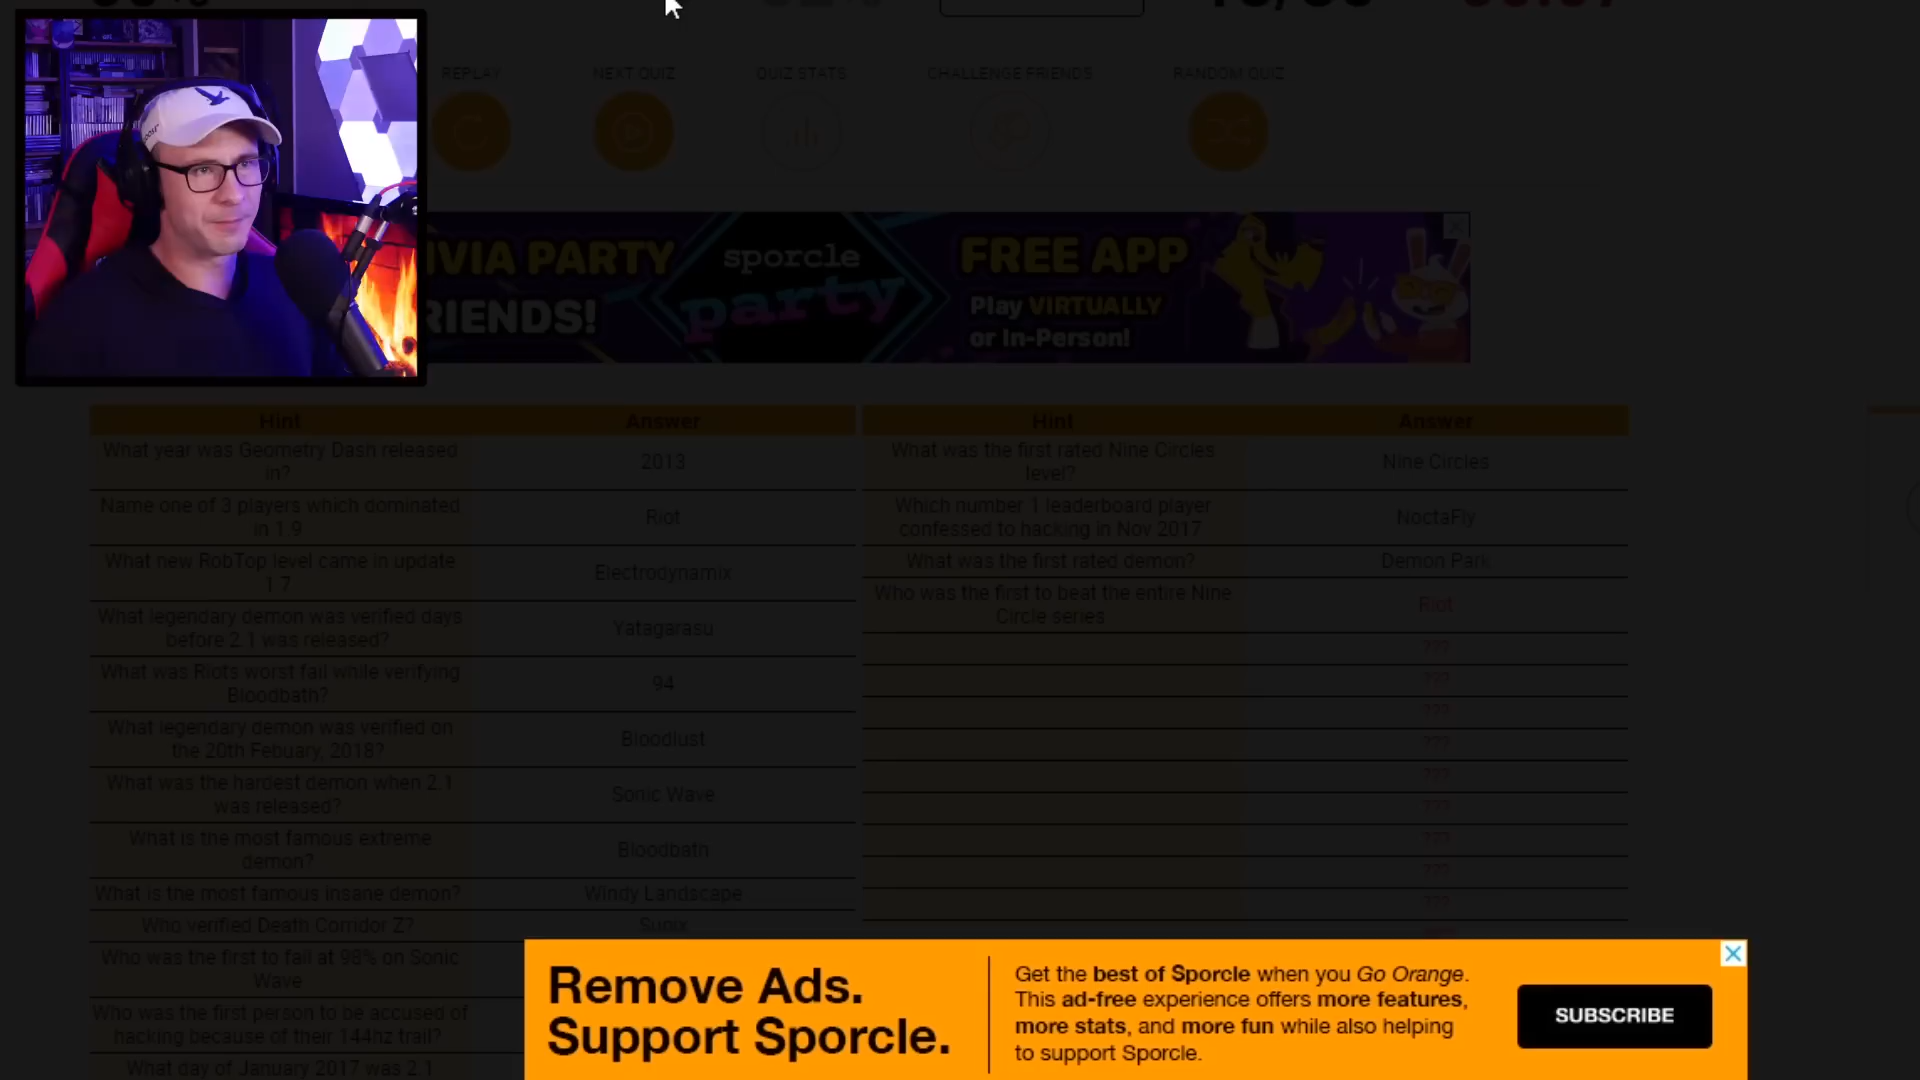 REPLAY
NEXT QUIZ
QUIZ STATS
CHALLENGE FRIENDS
RANDOM QUIZ
IVIA PARTY
RIENDS!
sporcle
party
FREE APP
Play VIRTUALLY
or In-Person!
Hint Answer
What year was Geometry Dash released
in?
2013
Name one of 3 players which dominated
in 1.9
Riot
What new RobTop level came in update
1.7
Electrodynamix
What legendary demon was verified days
before 2.1 was released?
Yatagarasu
What was Riots worst fail while verifying
Bloodbath?
94
What legendary demon was verified on
the 20th Febuary, 2018?
Bloodlust
What was the hardest demon when 2.1
was released?
Sonic Wave
What is the most famous extreme
demon?
Bloodbath
What is the most famous insane demon?
Windy Landscape
Who verified Death Corridor Z?
Sunix
Who was the first to fail at 98% on Sonic
Wave
Who was the first person to be accused of
hacking because of their 144hz trail?
What day of January 2017 was 2.1
Hint Answer
What was the first rated Nine Circles
level?
Nine Circles
Which number 1 leaderboard player
confessed to hacking in Nov 2017
NoctaFly
What was the first rated demon?
Demon Park
Who was the first to beat the entire Nine
Circle series
Riot
???
???
???
???
???
???
???
???
???
Remove Ads.
Support Sporcle.
Get the best of Sporcle when you Go Orange.
This ad-free experience offers more features,
more stats, and more fun while also helping
to support Sporcle.
SUBSCRIBE